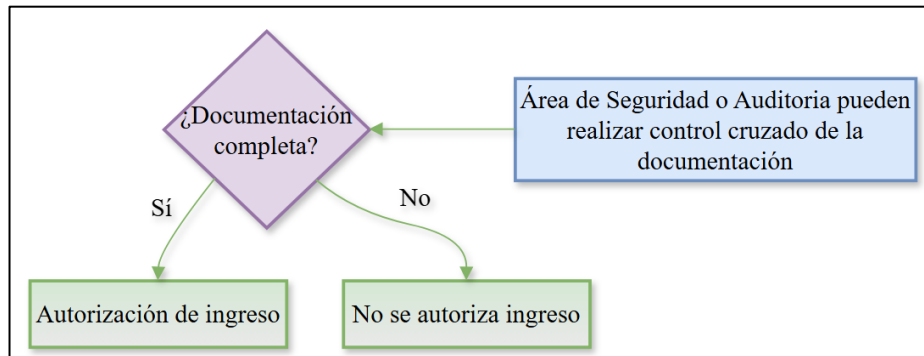 ¿Documentación
completa?
Área de Seguridad o Auditoria pueden
realizar control cruzado de la
documentación
Sí
No
Autorización de ingreso
No se autoriza ingreso